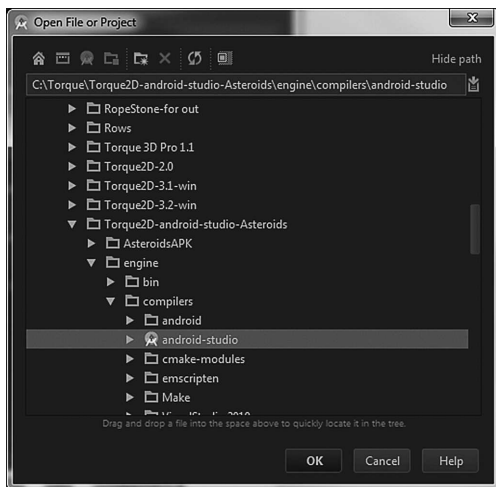 Open File or Project
Hide path
C:\Torque\Torque2D-android-studio-Asteroids\engine\compilers\android-studio
RopeStone-for out
Rows
Torque 3D Pro 1.1
Torque2D-2.0
Torque2D-3.1-win
Torque2D-3.2-win
Torque2D-android-studio-Asteroids
AsteroidsAPK
engine
bin
compilers
android
android-studio
cmake-modules
emscripten
Make
Drag and drop a file into the space above to quickly locate it in the tree.
OK
Cancel
Help